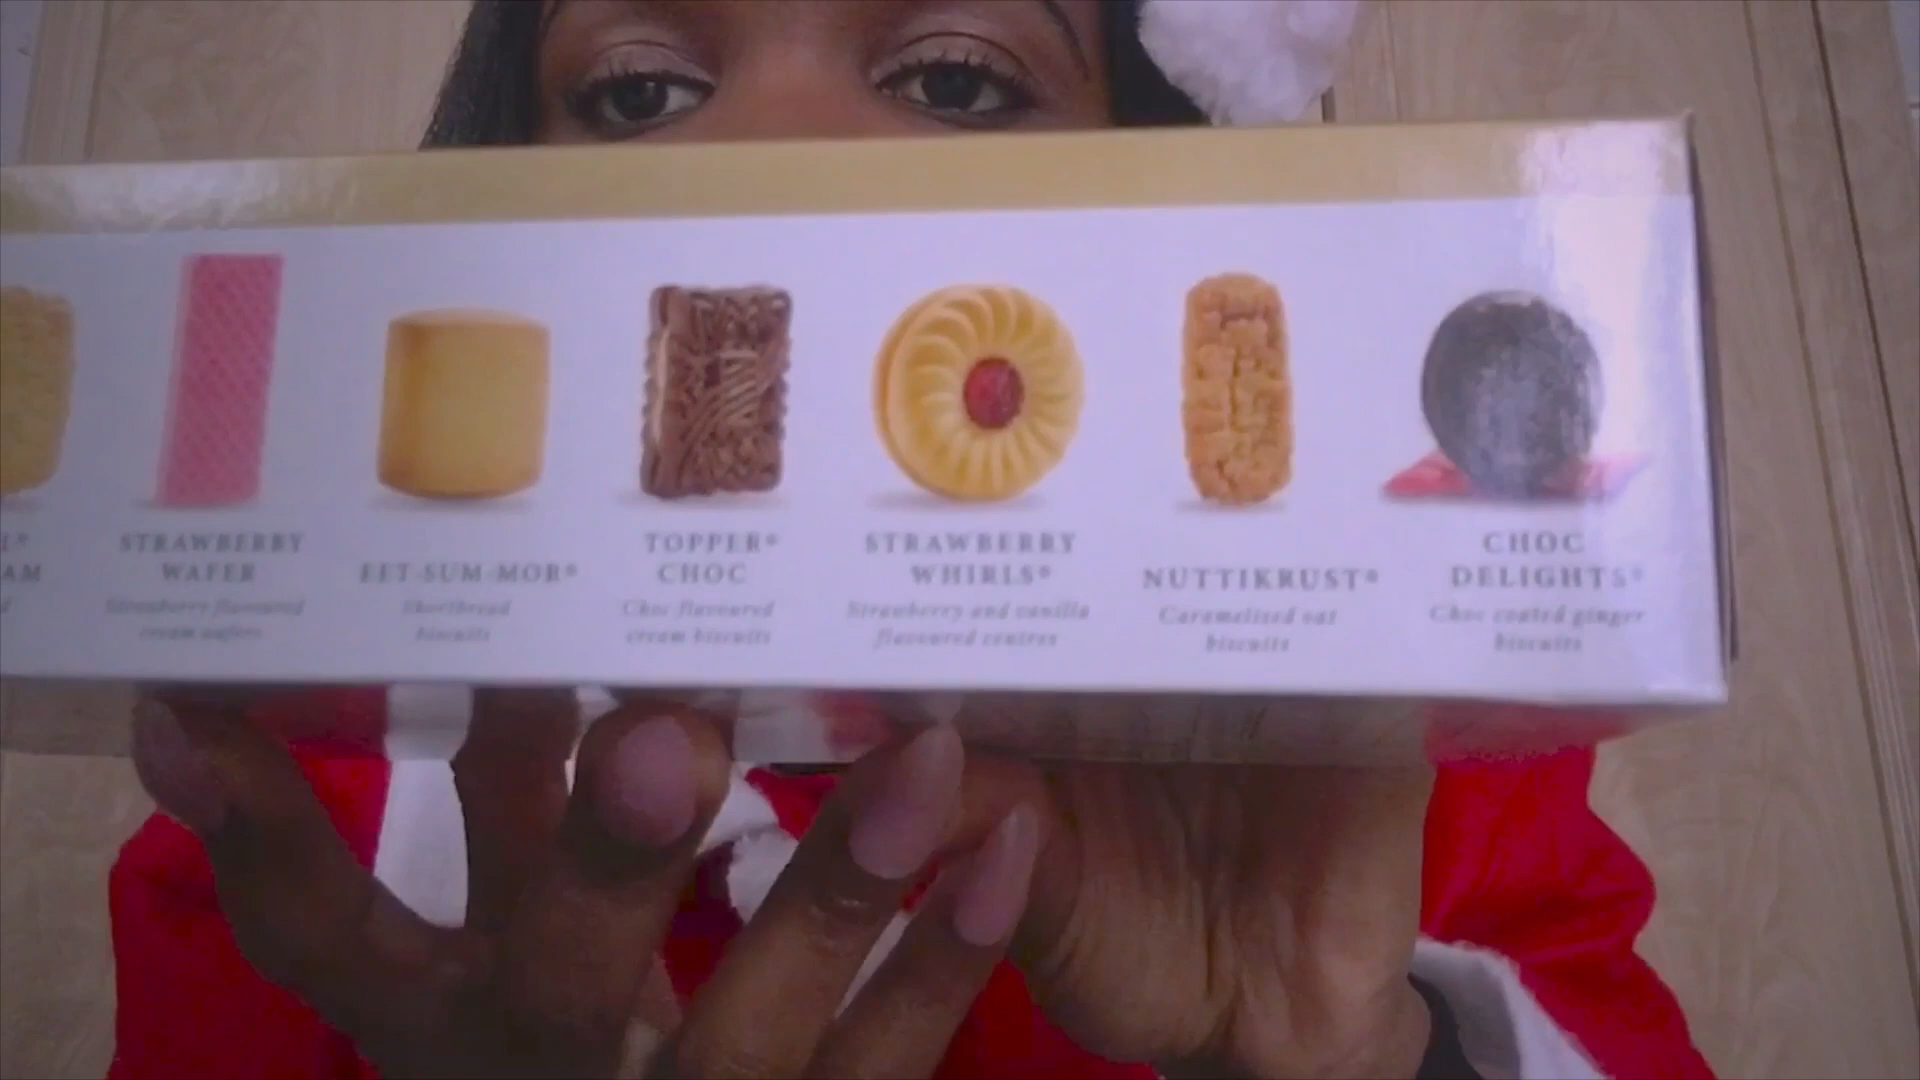 L®
AM
d
STRAWBERRY
WAFER
Strawberry flavoured
cream wafers
EET-SUM-MOR®
Shortbread
biscuits
TOPPER®
CHOC
Choc flavoured
cream biscuits
STRAWBERRY
WHIRLS®
Strawberry and vanilla
flavoured centres
NUTTIKRUST®
Caramelised oat
biscuits
CHOC
DELIGHTS®
Choc coated ginger
biscuits